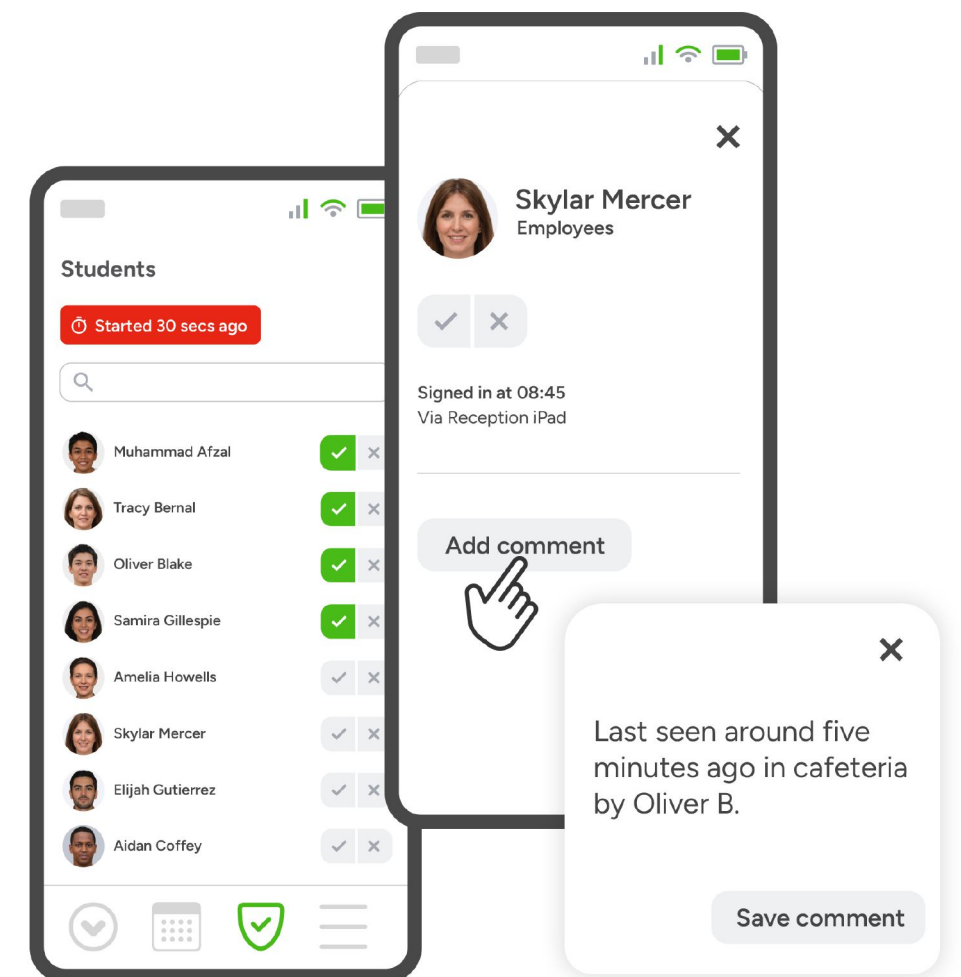 Students
Started 30 secs ago
Muhammad Afzal
Tracy Bernal
Oliver Blake
Samira Gillespie
Amelia Howells
Skylar Mercer
Elijah Gutierrez
Aidan Coffey
Skylar Mercer
Employees
Signed in at 08:45
Via Reception iPad
Add comment
Last seen around five
minutes ago in cafeteria
by Oliver B.
Save comment